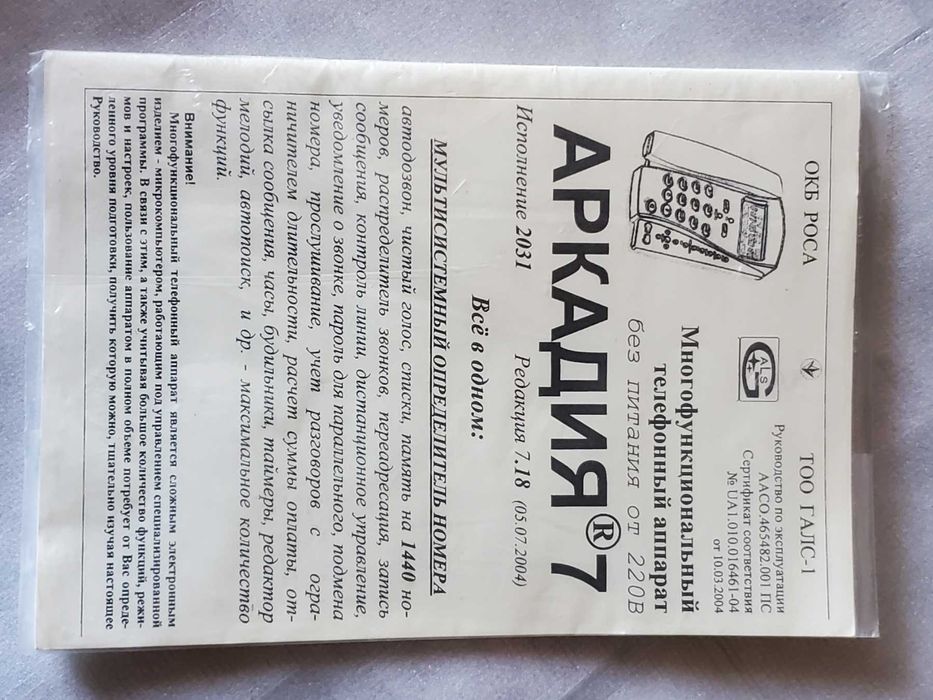 ОКБ РОСА
ТОО ГАЛС-1
Руководство по эксплуатации
ААСО.465482.001 ПС
Сертификат соответствия
№ UA1.010.016461-04
от 10.03.2004
GALS
Многофункциональный
телефонный аппарат
без питания от 220В
АРКАДИЯ®7
Исполнение 2031
Редакция 7.18 (05.07.2004)
Всё в одном:
МУЛЬТИСИСТЕМНЫЙ ОПРЕДЕЛИТЕЛЬ НОМЕРА
автодозвон, чистый голос, списки, память на 1440 но-
меров, распределитель звонков, переадресация, запись
сообщения, контроль линии, дистанционное управление,
уведомление о звонке, пароль для параллельного, подмена
номера, прослушивание, учет разговоров с огра-
ничителем длительности, расчет суммы оплаты, от-
сылка сообщения, часы, будильники, таймеры, редактор
мелодий, автопоиск, и др. - максимальное количество
функций.
Внимание!
Многофункциональный телефонный аппарат является сложным электронным
изделием - микрокомпьютером, работающим под управлением специализированной
программы. В связи с этим, а также учитывая большое количество функций, режи-
мов и настроек, пользование аппаратом в полном объеме потребует от Вас опреде-
ленного уровня подготовки, получить которую можно, тщательно изучая настоящее
Руководство.